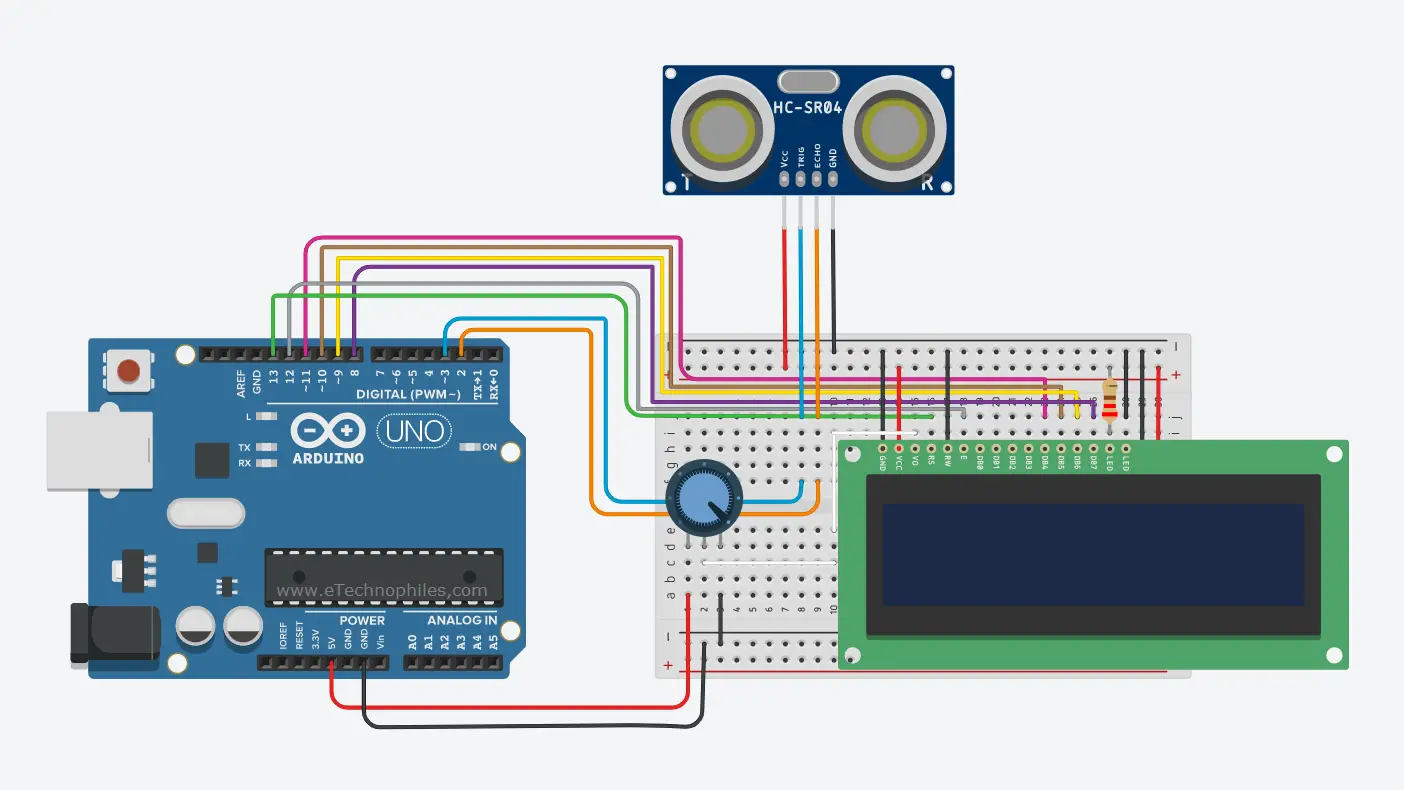 HC-SR04
Vcc
TRIG
ECHO
GND
T
R
AREF
GND
13
12
~11
~10
~9
8
7
~6
~5
4
~3
2
TX→1
RX←0
DIGITAL (PWM~)
L
TX
RX
UNO
ARDUINO
ON
www.eTechnophiles.com
POWER
ANALOG IN
IOREF
RESET
3.3V
5V
GND
GND
Vin
A0
A1
A2
A3
A4
A5
-
-
+
+
j
i
h
g
e
d
c
b
a
j
1
2
4
5
6
7
8
9
10
-
+
GND
VCC
VO
RS
RW
E
DB0
DB1
DB2
DB3
DB4
DB5
DB6
DB7
LED
LED